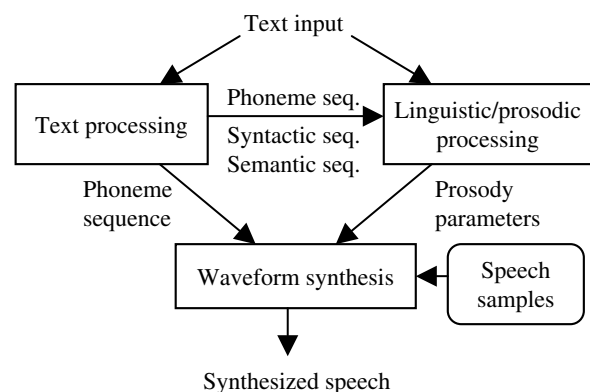 Text input
Text processing
Phoneme seq.
Syntactic seq.
Semantic seq.
Linguistic/prosodic
processing
Phoneme
sequence
Prosody
parameters
Waveform synthesis
Speech
samples
Synthesized speech